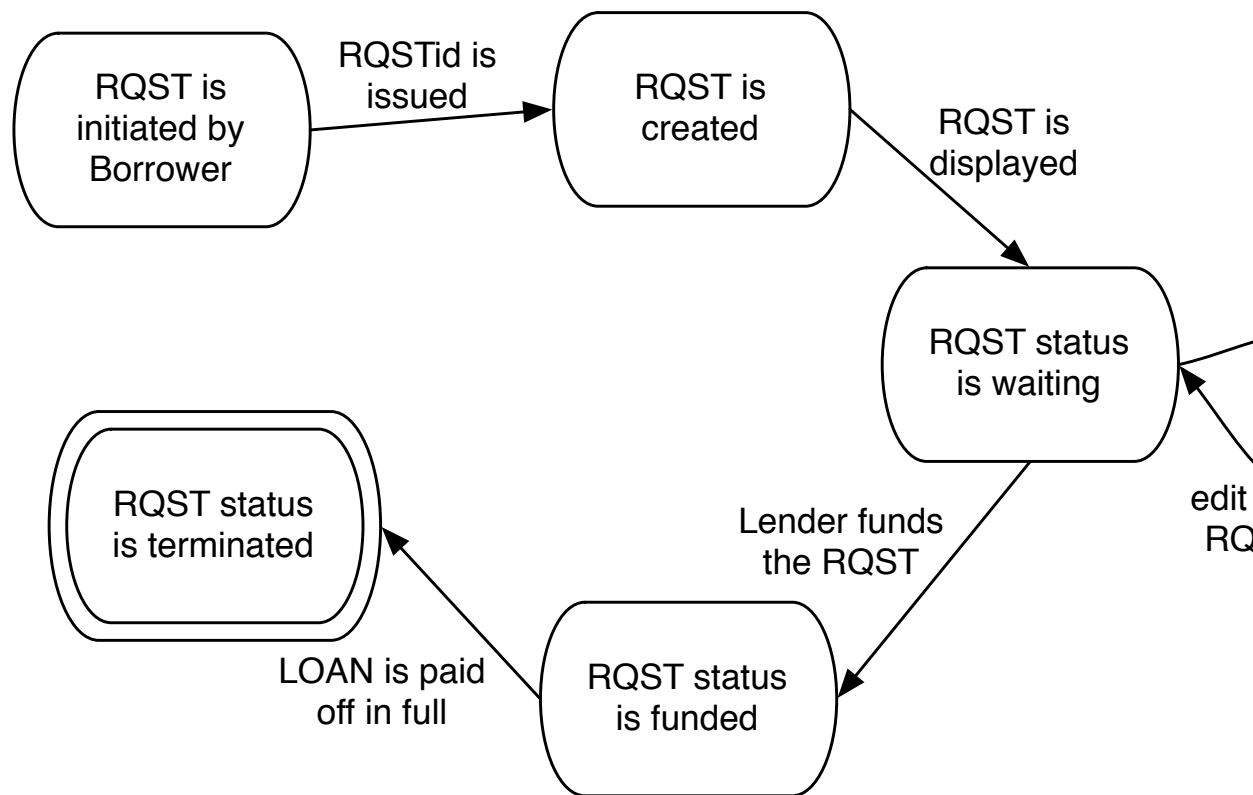 RQST is
initiated by
Borrower
RQSTid is
issued
RQST is
created
RQST is
displayed
RQST status
is waiting
edit
Lender funds
the RQST
RQST status
is terminated
LOAN is paid
off in full
RQST status
is funded